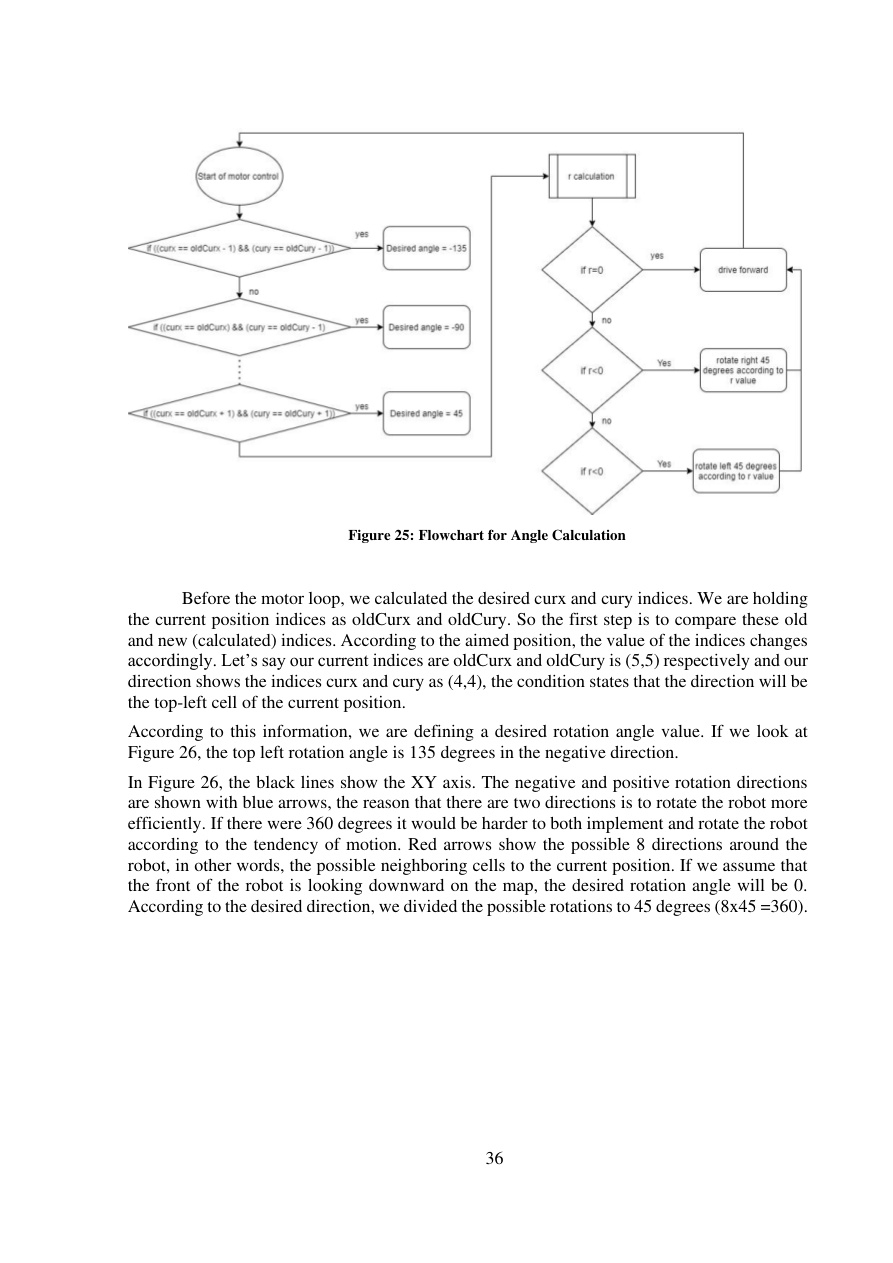 Start of motor control
if ((curx == oldCurx - 1) && (cury == oldCury - 1))
yes
Desired angle = -135
no
if ((curx == oldCurx) && (cury == oldCury - 1)
yes
Desired angle = -90
if ((curx == oldCurx + 1) && (cury == oldCury + 1))
yes
Desired angle = 45
r calculation
if r=0
yes
drive forward
no
if r<0
Yes
rotate right 45
degrees according to
r value
no
if r<0
Yes
rotate left 45 degrees
according to r value
Figure 25: Flowchart for Angle Calculation
Before the motor loop, we calculated the desired curx and cury indices. We are holding
the current position indices as oldCurx and oldCury. So the first step is to compare these old
and new (calculated) indices. According to the aimed position, the value of the indices changes
accordingly. Let’s say our current indices are oldCurx and oldCury is (5,5) respectively and our
direction shows the indices curx and cury as (4,4), the condition states that the direction will be
the top-left cell of the current position.
According to this information, we are defining a desired rotation angle value. If we look at
Figure 26, the top left rotation angle is 135 degrees in the negative direction.
In Figure 26, the black lines show the XY axis. The negative and positive rotation directions
are shown with blue arrows, the reason that there are two directions is to rotate the robot more
efficiently. If there were 360 degrees it would be harder to both implement and rotate the robot
according to the tendency of motion. Red arrows show the possible 8 directions around the
robot, in other words, the possible neighboring cells to the current position. If we assume that
the front of the robot is looking downward on the map, the desired rotation angle will be 0.
According to the desired direction, we divided the possible rotations to 45 degrees (8x45 =360).
36